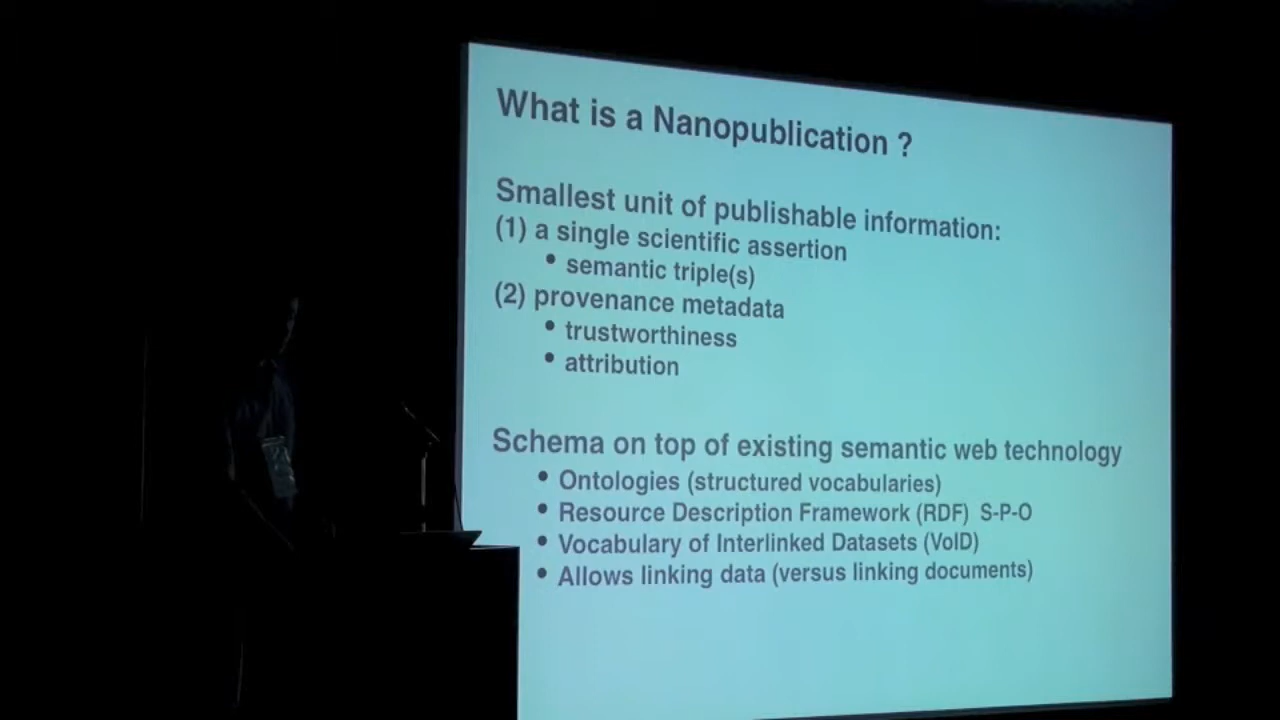 What is a Nanopublication ?
Smallest unit of publishable information:
(1) a single scientific assertion
• semantic triple(s)
(2) provenance metadata
• trustworthiness
• attribution
Schema on top of existing semantic web technology
• Ontologies (structured vocabularies)
• Resource Description Framework (RDF) S-P-O
• Vocabulary of Interlinked Datasets (VoID)
• Allows linking data (versus linking documents)